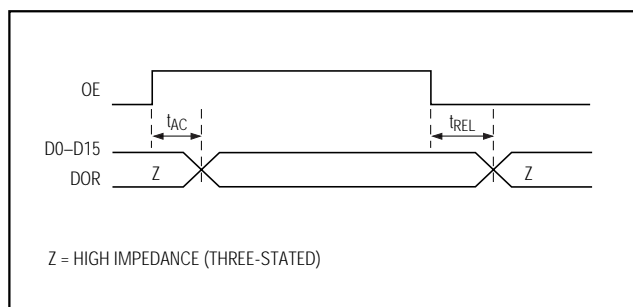 OE
tAC
tREL
D0–D15
DOR
Z
Z
Z = HIGH IMPEDANCE (THREE-STATED)